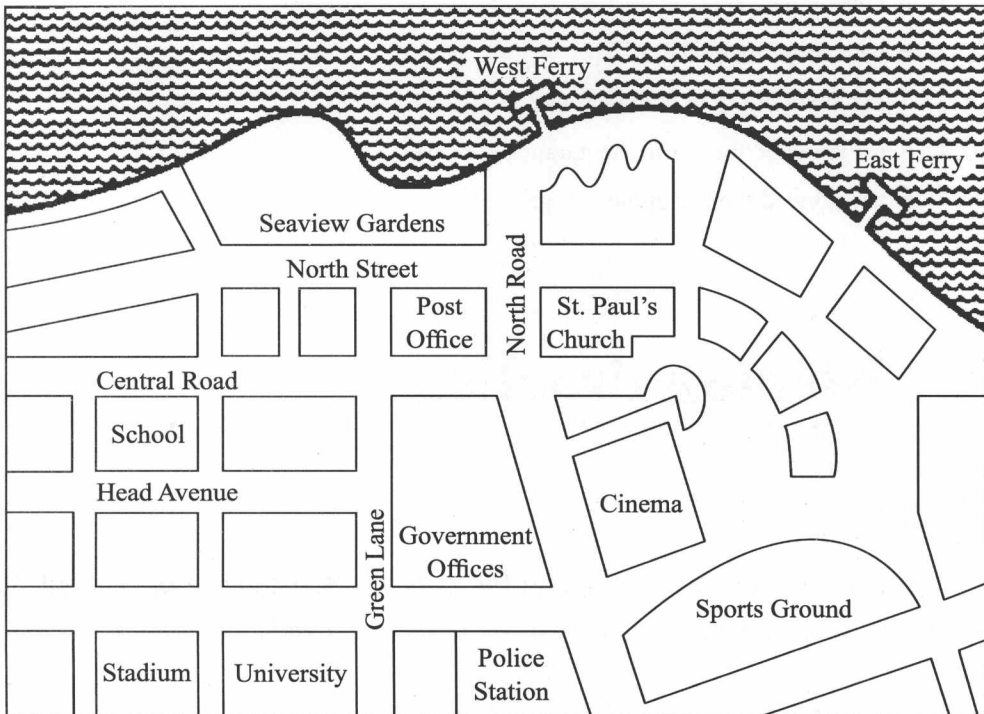 West Ferry
East Ferry
Seaview Gardens
North Street
North Road
Post
Office
St. Paul's
Church
Central Road
School
Head Avenue
Green Lane
Government
Offices
Cinema
Sports Ground
Stadium
University
Police
Station